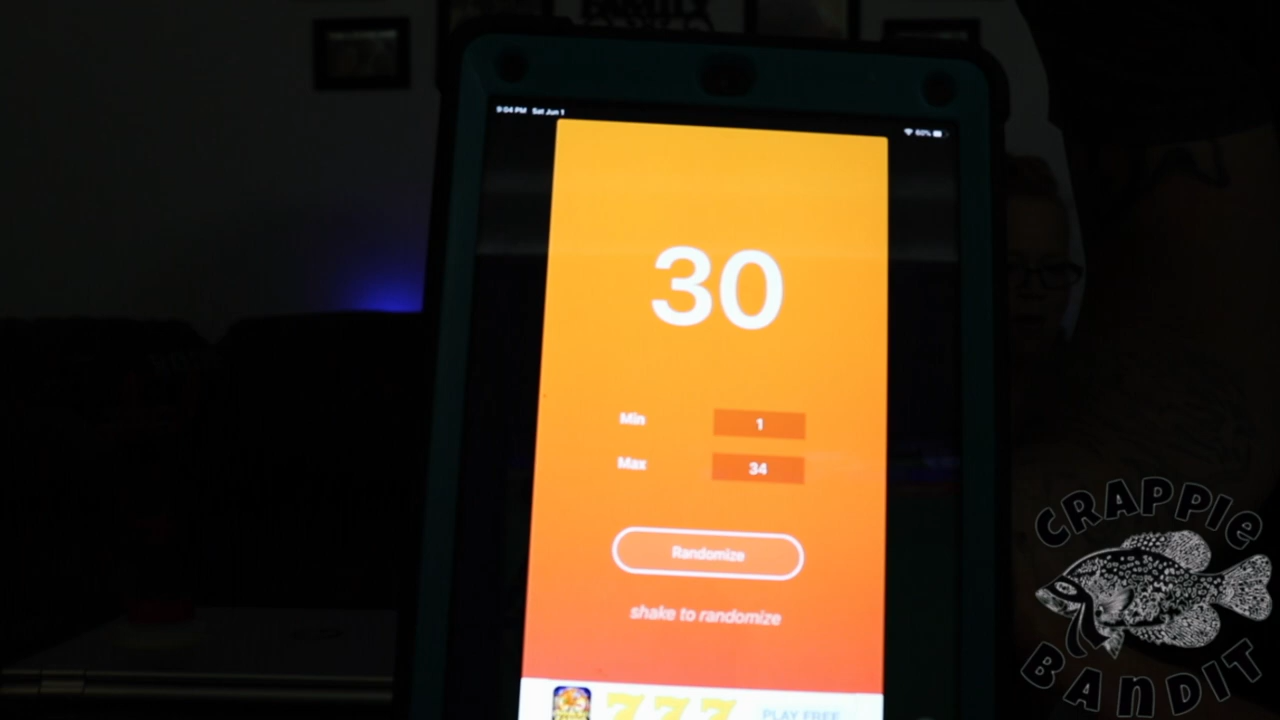 9:04 PM Sat Jun 1
60%
30
Min 1
Max 34
Randomize
shake to randomize
777 PLAY FREE
CRAPPIE
BANDIT